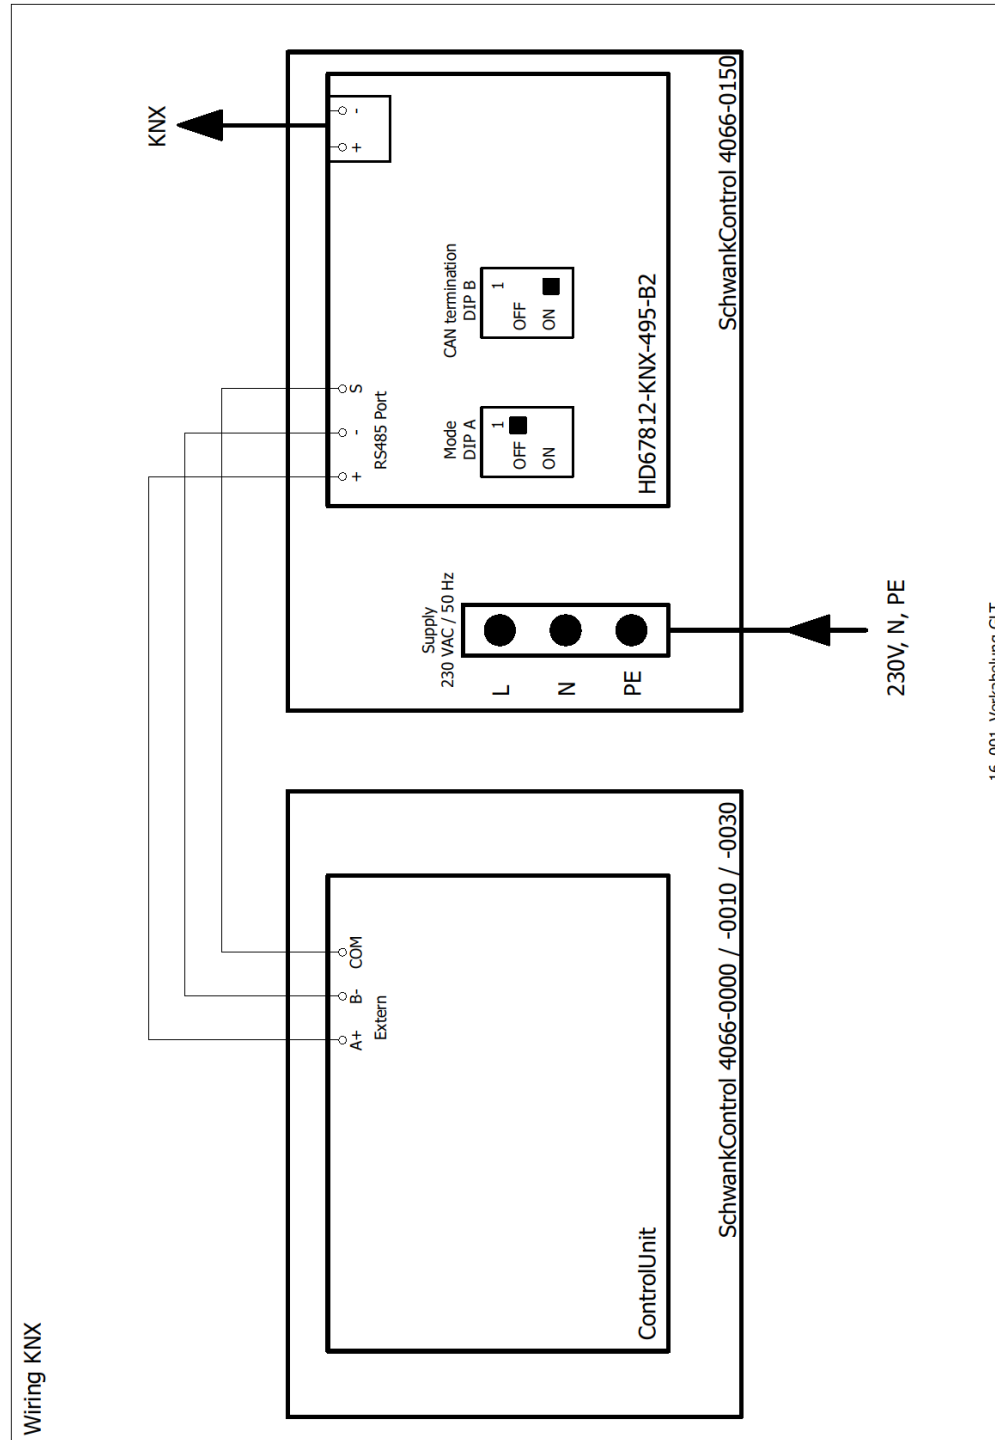 Wiring KNX
A+ B- COM
Extern
ControlUnit
SchwankControl 4066-0000 / -0010 / -0030
Supply
230 VAC / 50 Hz
L
N
PE
230V, N, PE
KNX
+ - S
RS485 Port
+ -
Mode
DIP A
1
OFF
ON
CAN termination
DIP B
1
OFF
ON
HD67812-KNX-495-B2
SchwankControl 4066-0150
16_001_Verkabelung GLT